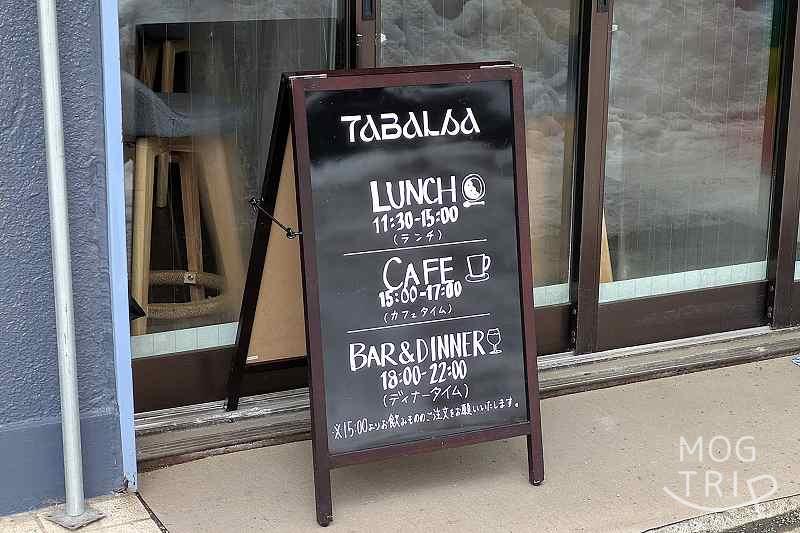 TABALSA
LUNCH
11:30-15:00
(ランチ)
CAFE
15:00-17:00
(カフェタイム)
BAR&DINNER
18:00-22:00
(ディナータイム)
※15:00よりお飲みもののご注文をお願いいたします。
MOG
TRIP